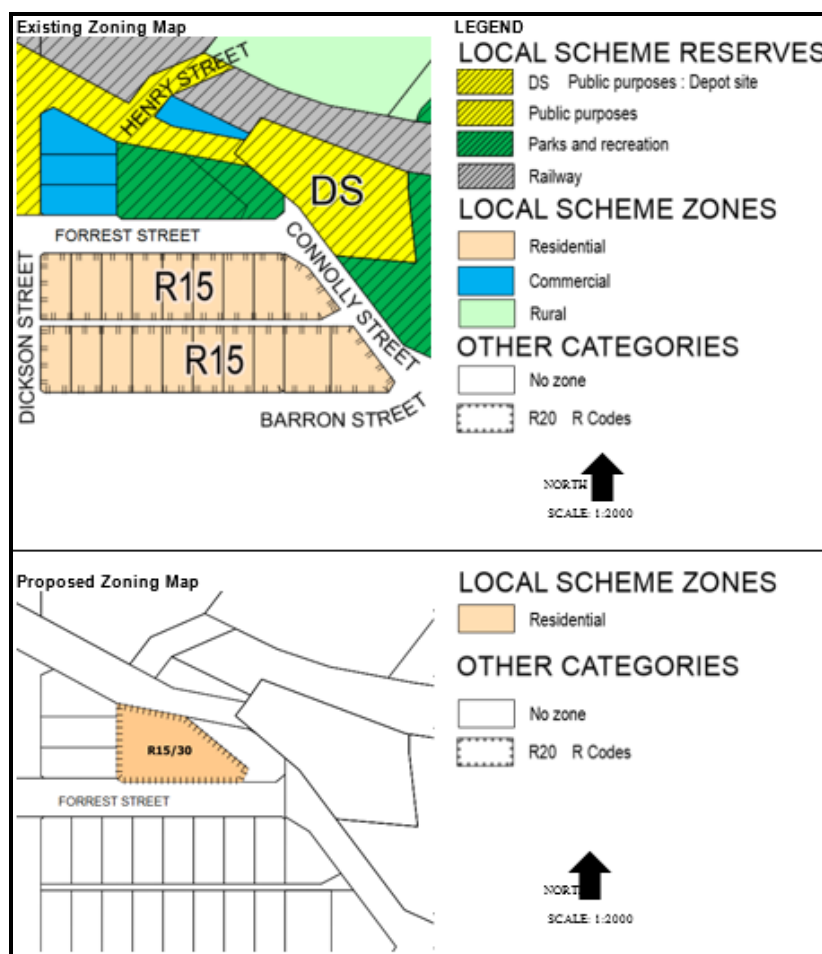 Existing Zoning Map
LEGEND
LOCAL SCHEME RESERVES
DS Public purposes : Depot site
Public purposes
Parks and recreation
Railway
LOCAL SCHEME ZONES
Residential
Commercial
Rural
OTHER CATEGORIES
No zone
R20 R Codes
NORTH
SCALE: 1:2000
HENRY STREET
DS
FORREST STREET
CONNOLLY STREET
R15
R15
DICKSON STREET
BARRON STREET
Proposed Zoning Map
LOCAL SCHEME ZONES
Residential
OTHER CATEGORIES
No zone
R20 R Codes
NORTH
SCALE: 1:2000
R15/30
FORREST STREET